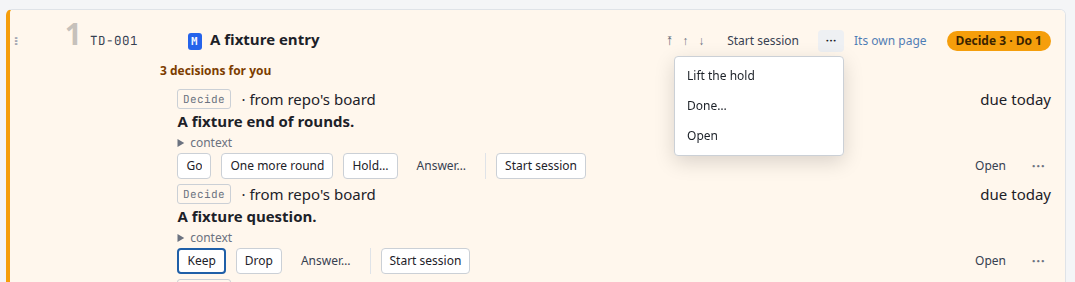 1 TD-001 M A fixture entry ↑ ↑ ↓ Start session ... Its own page Decide 3 · Do 1
3 decisions for you
Lift the hold
Done...
Open
Decide · from repo's board due today
A fixture end of rounds.
▶ context
Go One more round Hold... Answer... Start session Open ...
Decide · from repo's board due today
A fixture question.
▶ context
Keep Drop Answer... Start session Open ...